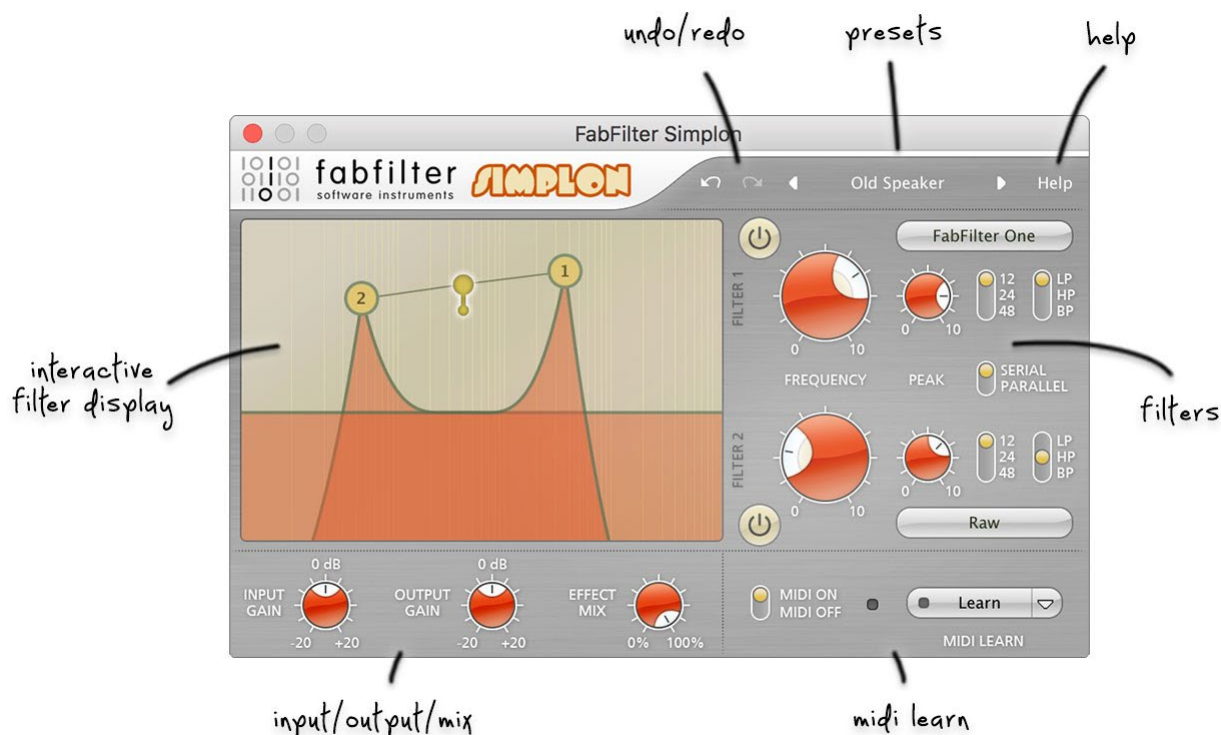 undo/redo
presets
help
FabFilter Simplon
fabfilter
software instruments
SIMPLON
Old Speaker
Help
FILTER 1
FabFilter One
12
24
48
LP
HP
BP
0 10
0 10
FREQUENCY
PEAK
SERIAL
PARALLEL
2
1
interactive
filter display
filters
FILTER 2
12
24
48
LP
HP
BP
0 10
0 10
Raw
INPUT
GAIN
0 dB
-20 +20
OUTPUT
GAIN
0 dB
-20 +20
EFFECT
MIX
0% 100%
MIDI ON
MIDI OFF
Learn
MIDI LEARN
input/output/mix
midi learn